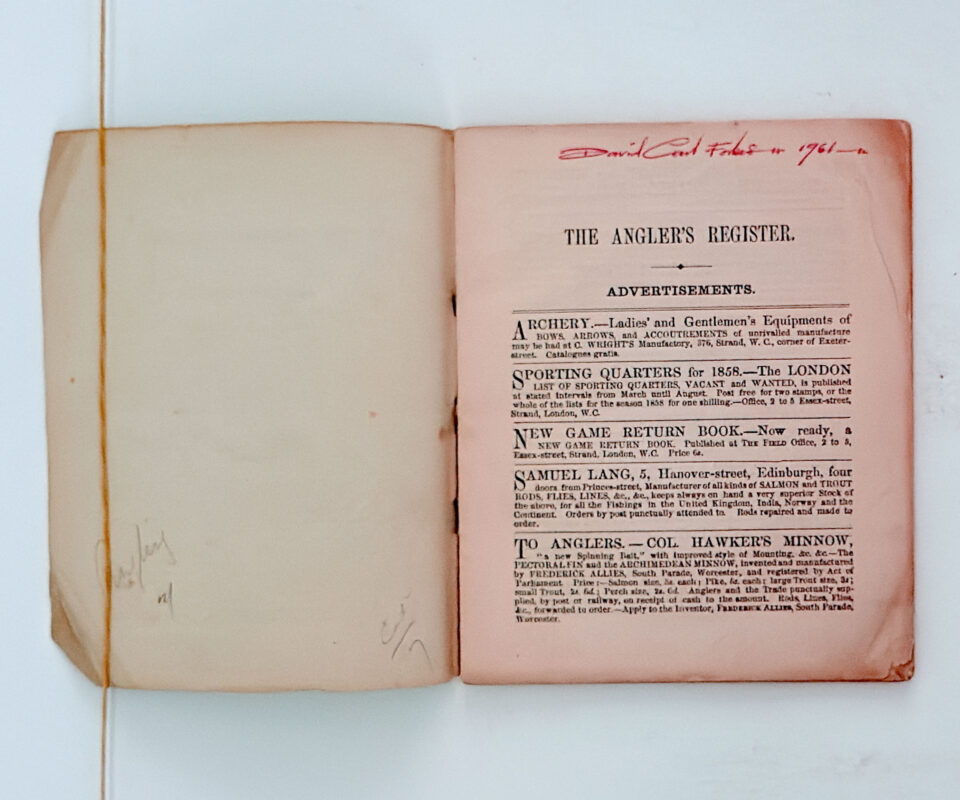 David 1961
THE ANGLER'S REGISTER.
ADVERTISEMENTS.
ARCHERY.—Ladies' and Gentlemen's Equipments of
BOWS, ARROWS, and ACCOUTREMENTS of unrivalled manufacture
may be had at C. WRIGHT'S Manufactory, 376, Strand, W. C., corner of Exeter-
street. Catalogues gratis.
SPORTING QUARTERS for 1858.—The LONDON
LIST OF SPORTING QUARTERS, VACANT and WANTED, is published
at stated intervals from March until August. Post free for two stamps, or the
whole of the lists for the season 1858 for one shilling.—Office, 2 to 5 Essex-street,
Strand, London, W.C.
NEW GAME RETURN BOOK.—Now ready, a
NEW GAME RETURN BOOK. Published at THE FIELD Office, 2 to 5,
Essex-street, Strand, London, W.C. Price 6s.
SAMUEL LANG, 5, Hanover-street, Edinburgh, four
doors from Princes-street, Manufacturer of all kinds of SALMON and TROUT
RODS, FLIES, LINES, &c., &c., keeps always on hand a very superior Stock of
the above, for all the Fishings in the United Kingdom, India, Norway and the
Continent. Orders by post punctually attended to. Rods repaired and made to
order.
TO ANGLERS.—COL. HAWKER'S MINNOW,
"a new Spinning Bait," with improved style of Mounting, &c. &c.—The
PECTORAL FIN and the ARCHIMEDEAN MINNOW, invented and manufactured
by FREDERICK ALLIES, South Parade, Worcester, and registered by Act of
Parliament. Price:—Salmon size, each; Pike, each; large Trout size, 3s;
small Trout, 2s. 6d.; Perch size, 2s. 6d. Anglers and the Trade punctually sup-
plied, by post or railway, on receipt of cash to the amount. Rods, Lines, Flies,
&c., forwarded to order.—Apply to the Inventor, FREDERICK ALLIES, South Parade,
Worcester.